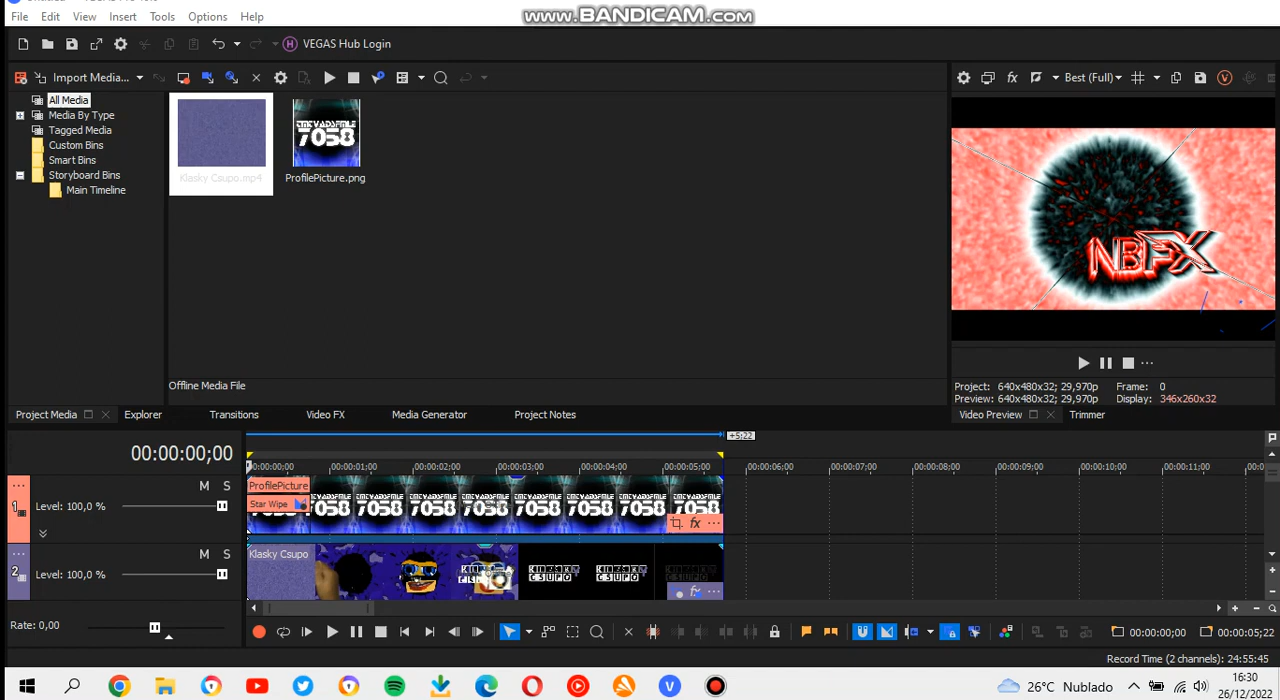 www.BANDICAM.com
File Edit View Insert Tools Options Help
VEGAS Hub Login
Import Media...
Best (Full)
All Media
Media By Type
Tagged Media
Custom Bins
Smart Bins
Storyboard Bins
Main Timeline
Klasky Csupo.mp4
7058
ProfilePicture.png
NBFX
Offline Media File
Project: 640x480x32; 29,970p Frame: 0
Preview: 640x480x32; 29,970p Display: 346x260x32
Project Media Explorer Transitions Video FX Media Generator Project Notes
Video Preview Trimmer
+5;22
00:00:00;00
00:00:00;00 00:00:01;00 00:00:02;00 00:00:03;00 00:00:04;00 00:00:05;00 00:00:06;00 00:00:07;00 00:00:08;00 00:00:09;00 00:00:10;00 00:00:11;00
1 M S
Level: 100,0 %
ProfilePicture
Star Wipe
fx
2 M S
Level: 100,0 %
Klasky Csupo
fx
Rate: 0,00
00:00:00;00 00:00:05;22
Record Time (2 channels): 24:55:45
26°C Nublado
16:30
26/12/2022